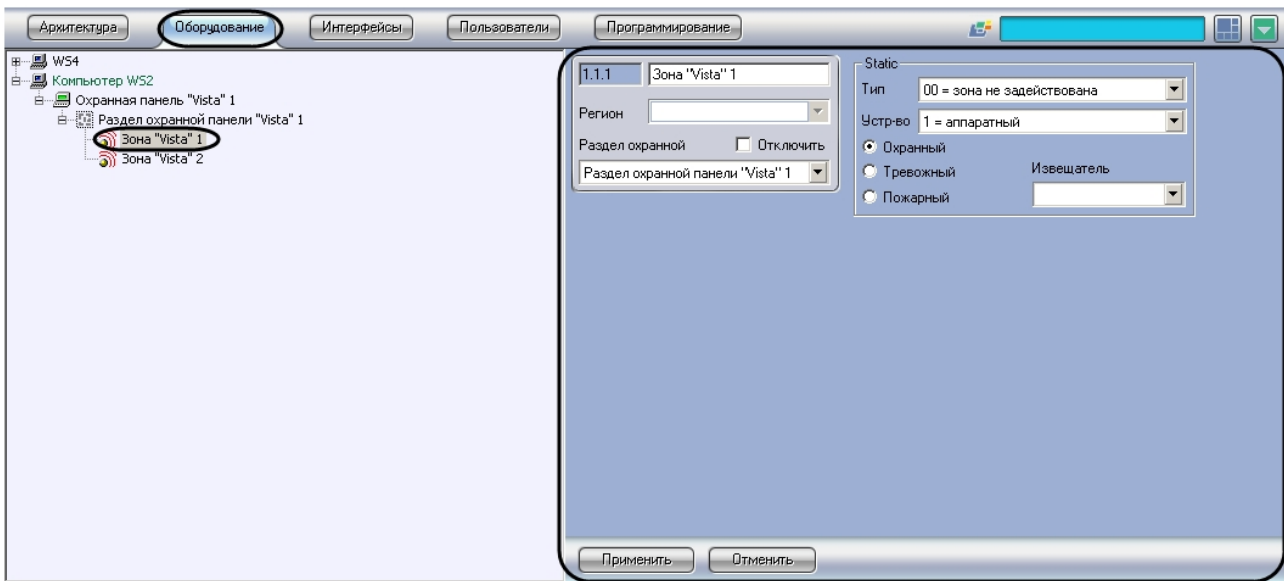 Архитектура
Оборудование
Интерфейсы
Пользователи
Программирование
WS4
Компьютер WS2
Охранная панель "Vista" 1
Раздел охранной панели "Vista" 1
Зона "Vista" 1
Зона "Vista" 2
1.1.1
Зона "Vista" 1
Регион
Раздел охранной
Отключить
Раздел охранной панели "Vista" 1
Static
Тип
00 = зона не задействована
Устр-во
1 = аппаратный
Охранный
Тревожный
Извещатель
Пожарный
Применить
Отменить